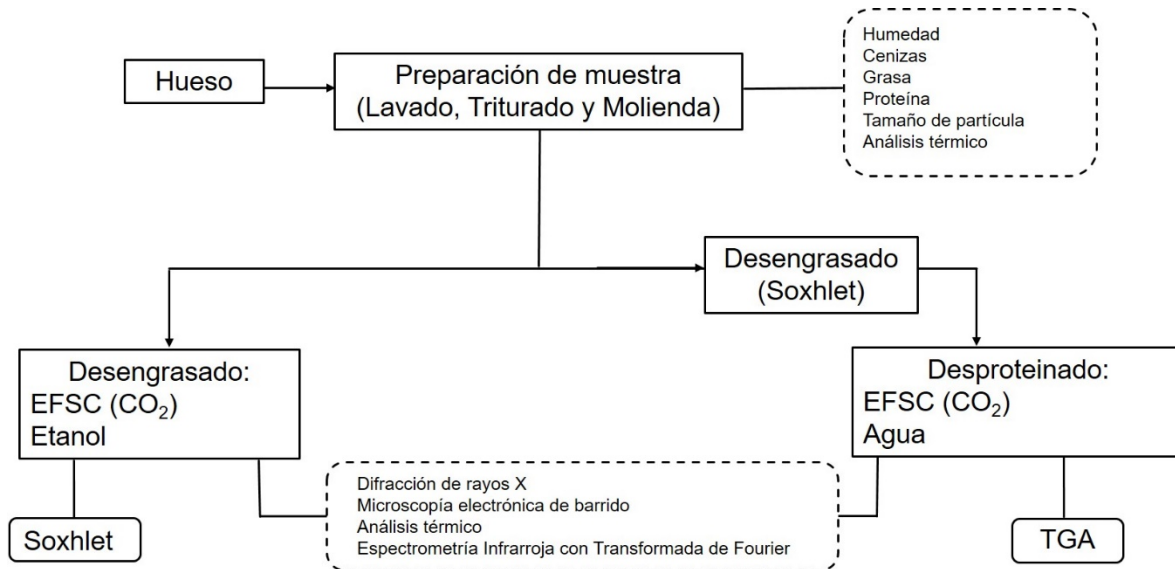 Hueso
Preparación de muestra
(Lavado, Triturado y Molienda)
Humedad
Cenizas
Grasa
Proteína
Tamaño de partícula
Análisis térmico
Desengrasado
(Soxhlet)
Desengrasado:
EFSC (CO₂)
Etanol
Desproteinado:
EFSC (CO₂)
Agua
Difracción de rayos X
Microscopía electrónica de barrido
Análisis térmico
Espectrometría Infrarroja con Transformada de Fourier
Soxhlet
TGA